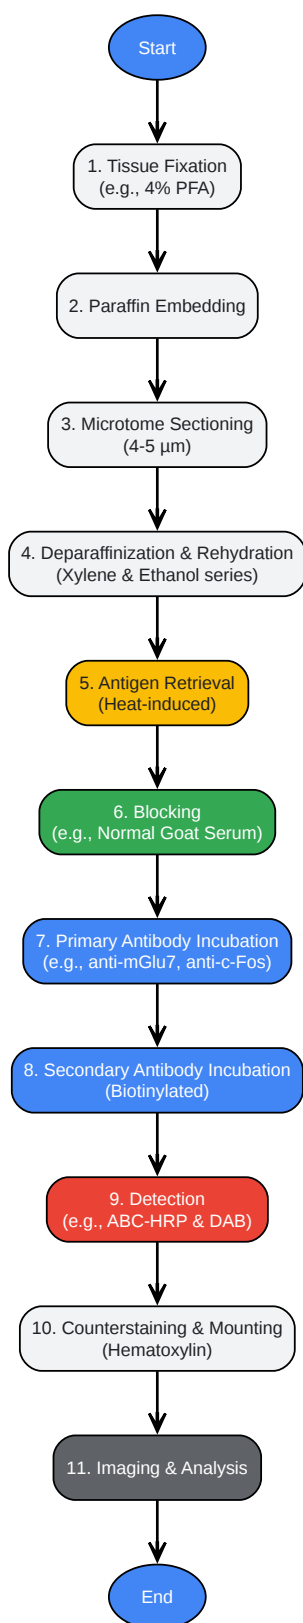 Start
1. Tissue Fixation
(e.g., 4% PFA)
2. Paraffin Embedding
3. Microtome Sectioning
(4-5 µm)
4. Deparaffinization & Rehydration
(Xylene & Ethanol series)
5. Antigen Retrieval
(Heat-induced)
6. Blocking
(e.g., Normal Goat Serum)
7. Primary Antibody Incubation
(e.g., anti-mGlu7, anti-c-Fos)
8. Secondary Antibody Incubation
(Biotinylated)
9. Detection
(e.g., ABC-HRP & DAB)
10. Counterstaining & Mounting
(Hematoxylin)
11. Imaging & Analysis
End